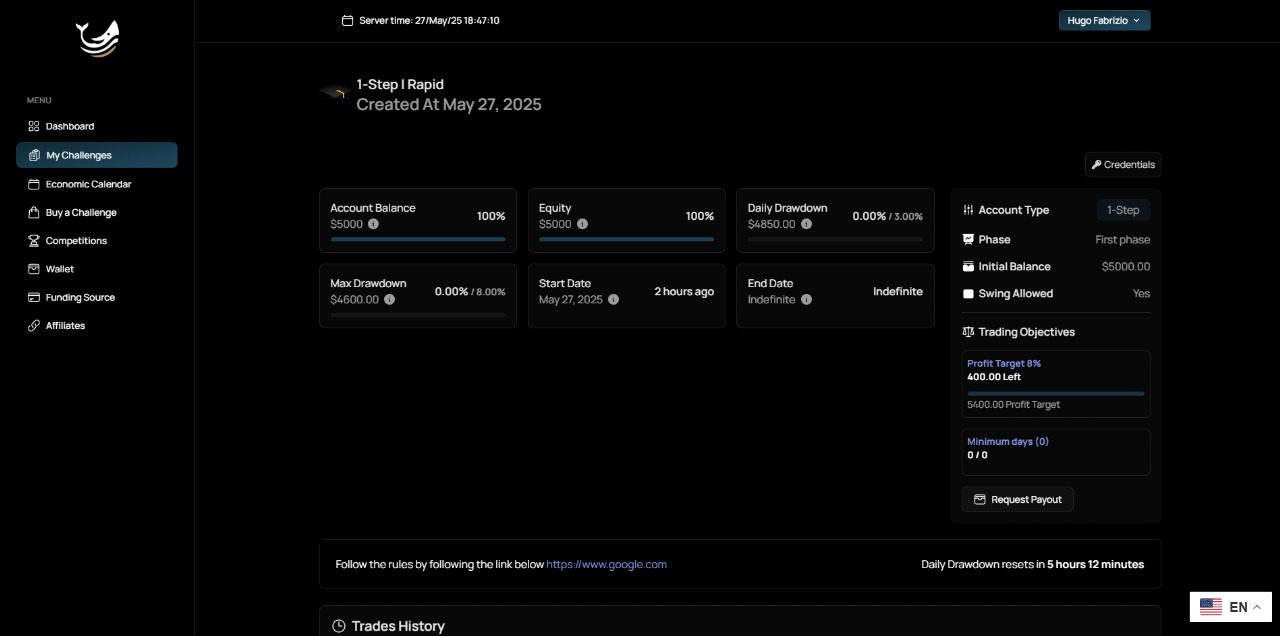 Server time: 27/May/25 18:47:10
Hugo Fabrizio
MENU
Dashboard
My Challenges
Economic Calendar
Buy a Challenge
Competitions
Wallet
Funding Source
Affiliates
1-Step | Rapid
Created At May 27, 2025
Credentials
Account Balance
$5000
100%
Equity
$5000
100%
Daily Drawdown
$4850.00
0.00% / 3.00%
Max Drawdown
$4600.00
0.00% / 8.00%
Start Date
May 27, 2025
2 hours ago
End Date
Indefinite
Indefinite
Account Type
1-Step
Phase
First phase
Initial Balance
$5000.00
Swing Allowed
Yes
Trading Objectives
Profit Target 8%
400.00 Left
5400.00 Profit Target
Minimum days (0)
0 / 0
Request Payout
Follow the rules by following the link below https://www.google.com
Daily Drawdown resets in 5 hours 12 minutes
Trades History
EN